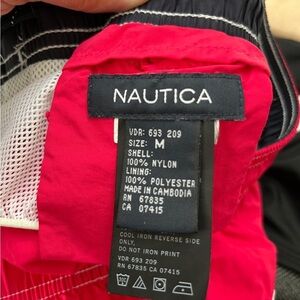 NAUTICA
VDR: 693 209
SIZE: M
SHELL:
100% NYLON
LINING:
100% POLYESTER
MADE IN CAMBODIA
RN 67835
CA 07415
COOL IRON REVERSE SIDE
ONLY,
DO NOT IRON PRINT
VDR 693 209
RN 67835 CA 07415